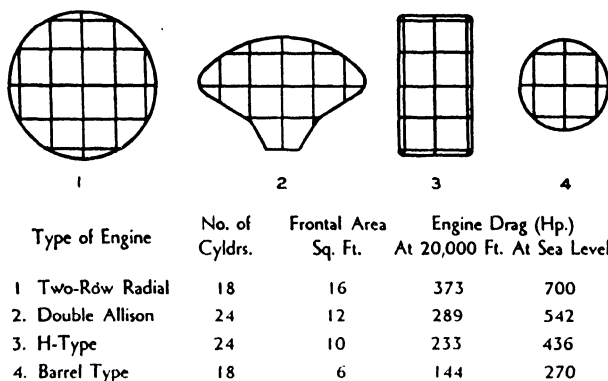 1 2 3 4
Type of Engine No. of Cyldrs. Frontal Area Sq. Ft. Engine Drag (Hp.) At 20,000 Ft. At Sea Level
1 Two-Row Radial 18 16 373 700
2. Double Allison 24 12 289 542
3. H-Type 24 10 233 436
4. Barrel Type 18 6 144 270